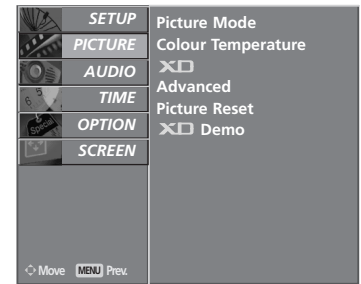 SETUP
PICTURE
AUDIO
TIME
OPTION
SCREEN
Move MENU Prev.
Picture Mode
Colour Temperature
XD
Advanced
Picture Reset
XD Demo